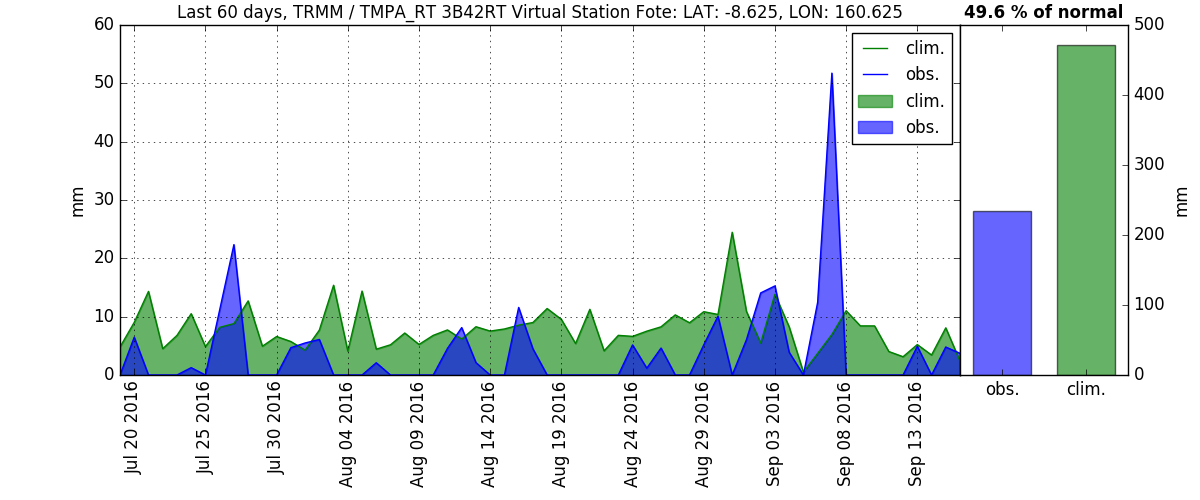 Last 60 days, TRMM / TMPA_RT 3B42RT Virtual Station Fote: LAT: -8.625, LON: 160.625
49.6 % of normal
60
50
40
30
20
10
0
mm
clim.
obs.
clim.
obs.
Jul 20 2016
Jul 25 2016
Jul 30 2016
Aug 04 2016
Aug 09 2016
Aug 14 2016
Aug 19 2016
Aug 24 2016
Aug 29 2016
Sep 03 2016
Sep 08 2016
Sep 13 2016
500
400
300
200
100
0
mm
obs.
clim.